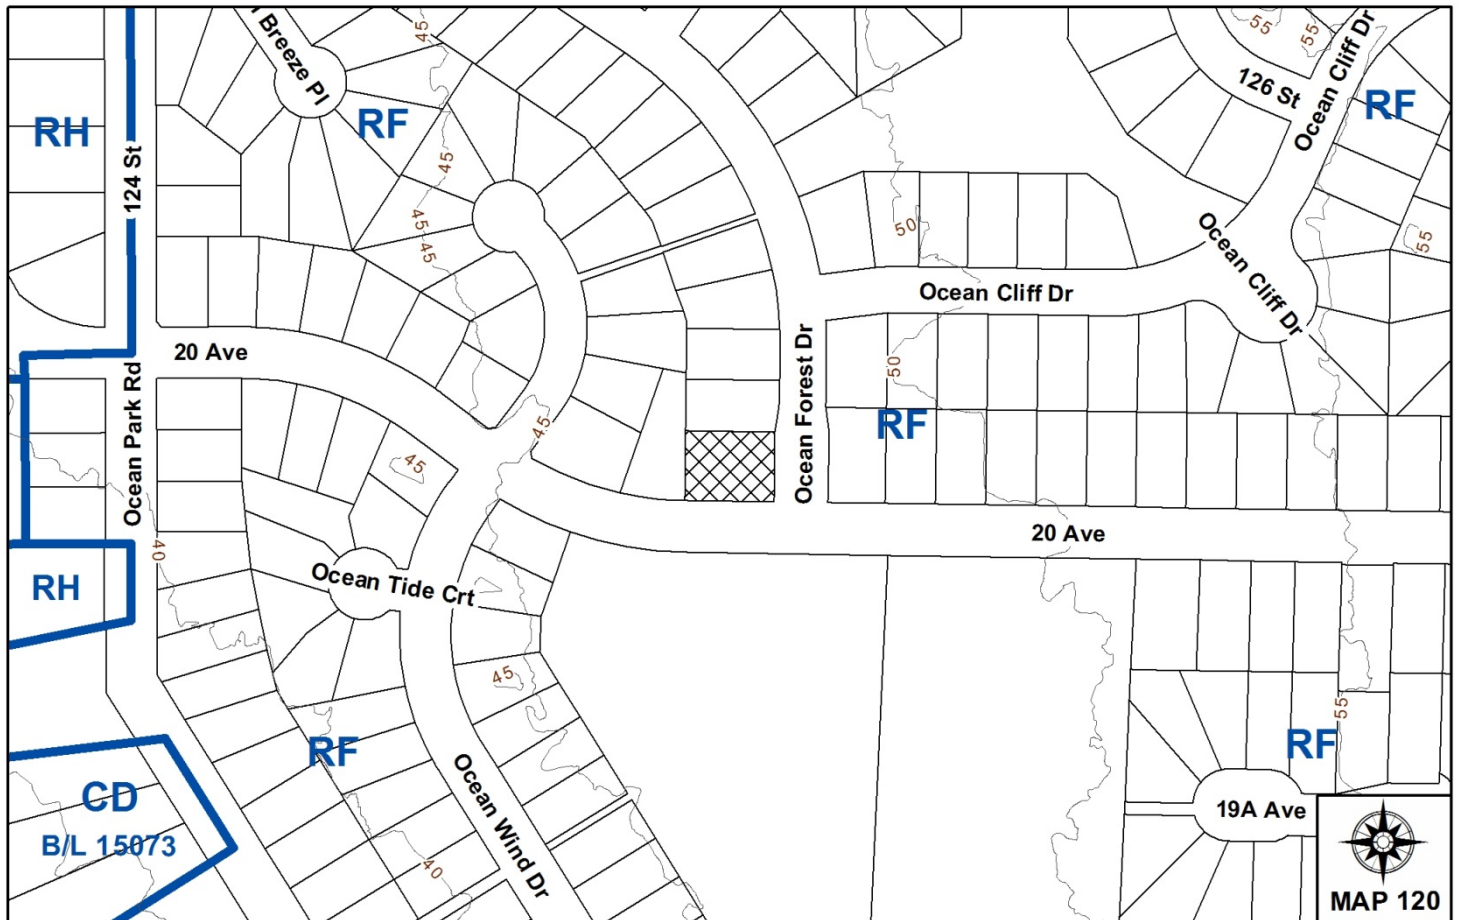 55
55
Ocean Cliff Dr
Breeze Pl
45
126 St
RF
RF
RH
124 St
45
45
45
50
55
Ocean Cliff Dr
Ocean Cliff Dr
20 Ave
Ocean Park Rd
Ocean Forest Dr
50
RF
45
45
20 Ave
40
RH
Ocean Tide Crt
45
55
RF
RF
Ocean Wind Dr
CD
B/L 15073
40
19A Ave
MAP 120